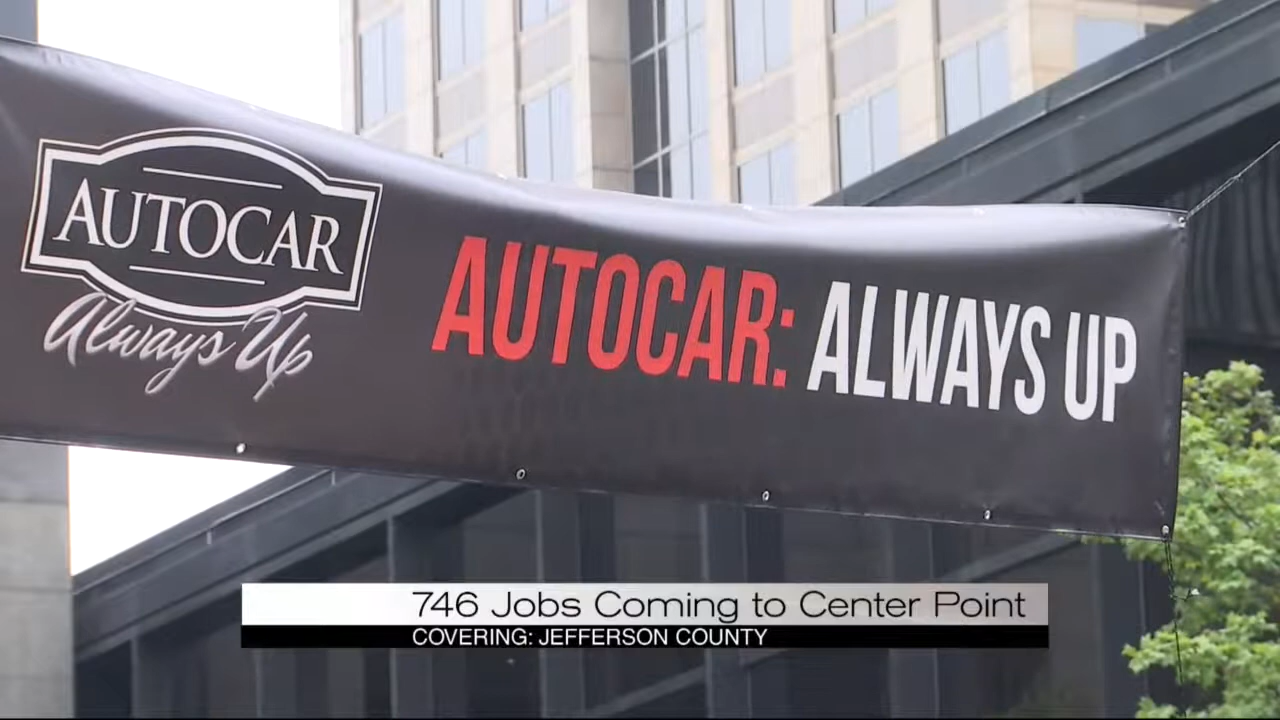 AUTOCAR
Always Up
AUTOCAR: ALWAYS UP
746 Jobs Coming to Center Point
COVERING: JEFFERSON COUNTY